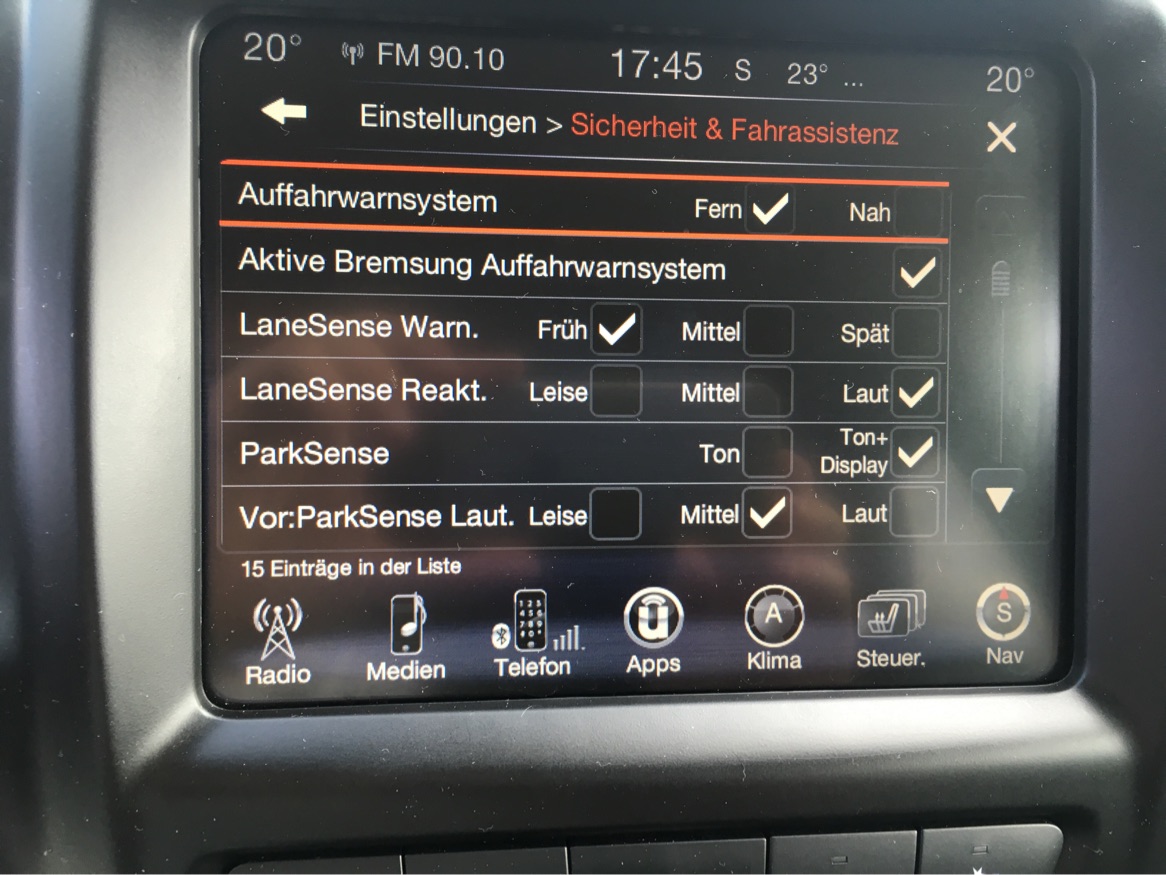 20° FM 90.10 17:45 S 23° ... 20°
Einstellungen > Sicherheit & Fahrassistenz
Auffahrwarnsystem Fern Nah
Aktive Bremsung Auffahrwarnsystem
LaneSense Warn. Früh Mittel Spät
LaneSense Reakt. Leise Mittel Laut
ParkSense Ton Ton+
Display
Vor:ParkSense Laut. Leise Mittel Laut
15 Einträge in der Liste
u A S
Radio Medien Telefon Apps Klima Steuer. Nav